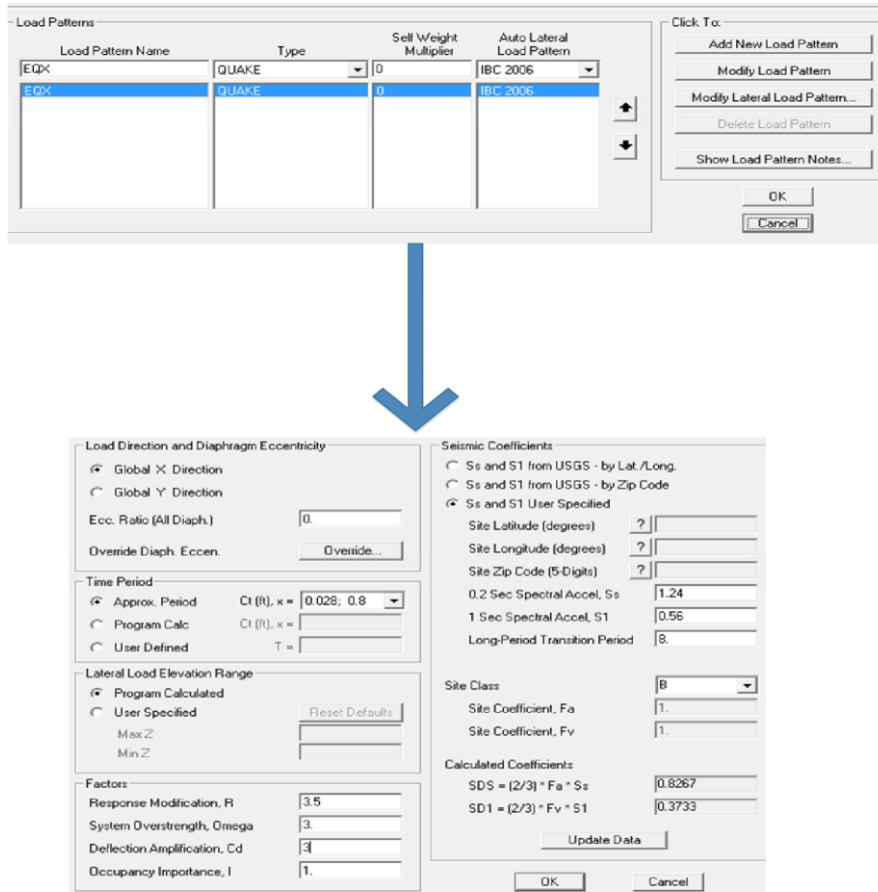 Load Patterns
Load Pattern Name Type Self Weight Multiplier Auto Lateral Load Pattern
EQX QUAKE 0 IBC 2006
EQX QUAKE 0 IBC 2006
Click To:
Add New Load Pattern
Modify Load Pattern
Modify Lateral Load Pattern...
Delete Load Pattern
Show Load Pattern Notes...
OK
Cancel
Load Direction and Diaphragm Eccentricity
Global X Direction
Global Y Direction
Ecc. Ratio (All Diaph.) 0.
Override Diaph. Eccen. Override...
Time Period
Approx. Period Ct (ft), x = 0.028; 0.8
Program Calc Ct (ft), x =
User Defined T =
Lateral Load Elevation Range
Program Calculated
User Specified Reset Defaults
Max Z
Min Z
Factors
Response Modification, R 3.5
System Overstrength, Omega 3.
Deflection Amplification, Cd 3
Occupancy Importance, I 1.
Seismic Coefficients
Ss and S1 from USGS - by Lat./Long.
Ss and S1 from USGS - by Zip Code
Ss and S1 User Specified
Site Latitude (degrees) ?
Site Longitude (degrees) ?
Site Zip Code (5-Digits) ?
0.2 Sec Spectral Accel, Ss 1.24
1 Sec Spectral Accel, S1 0.56
Long-Period Transition Period 8.
Site Class B
Site Coefficient, Fa 1.
Site Coefficient, Fv 1.
Calculated Coefficients
SDS = (2/3) * Fa * Ss 0.8267
SD1 = (2/3) * Fv * S1 0.3733
Update Data
OK Cancel